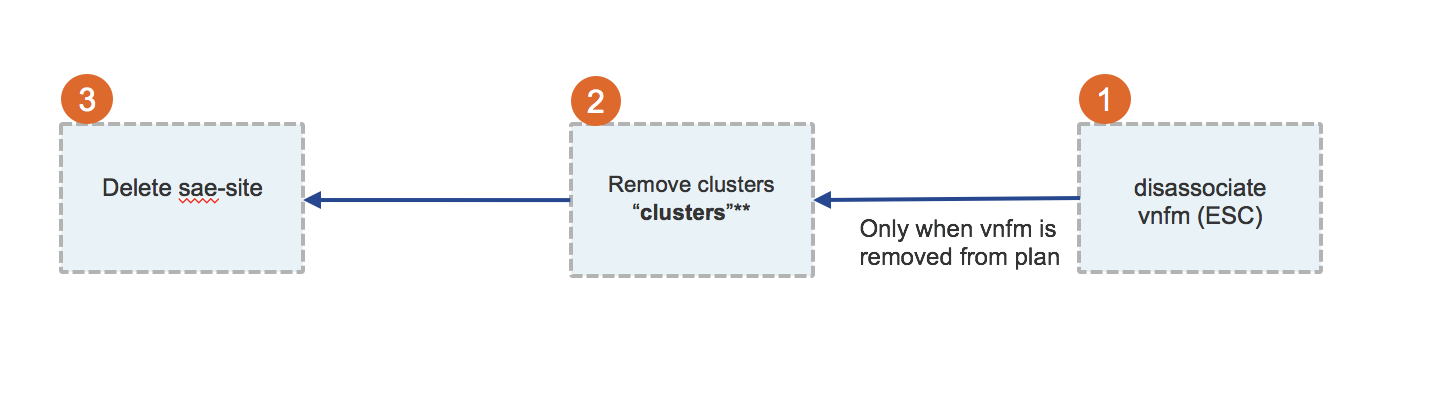 3
Delete sae-site
2
Remove clusters
“clusters”**
Only when vnfm is
removed from plan
1
disassociate
vnfm (ESC)